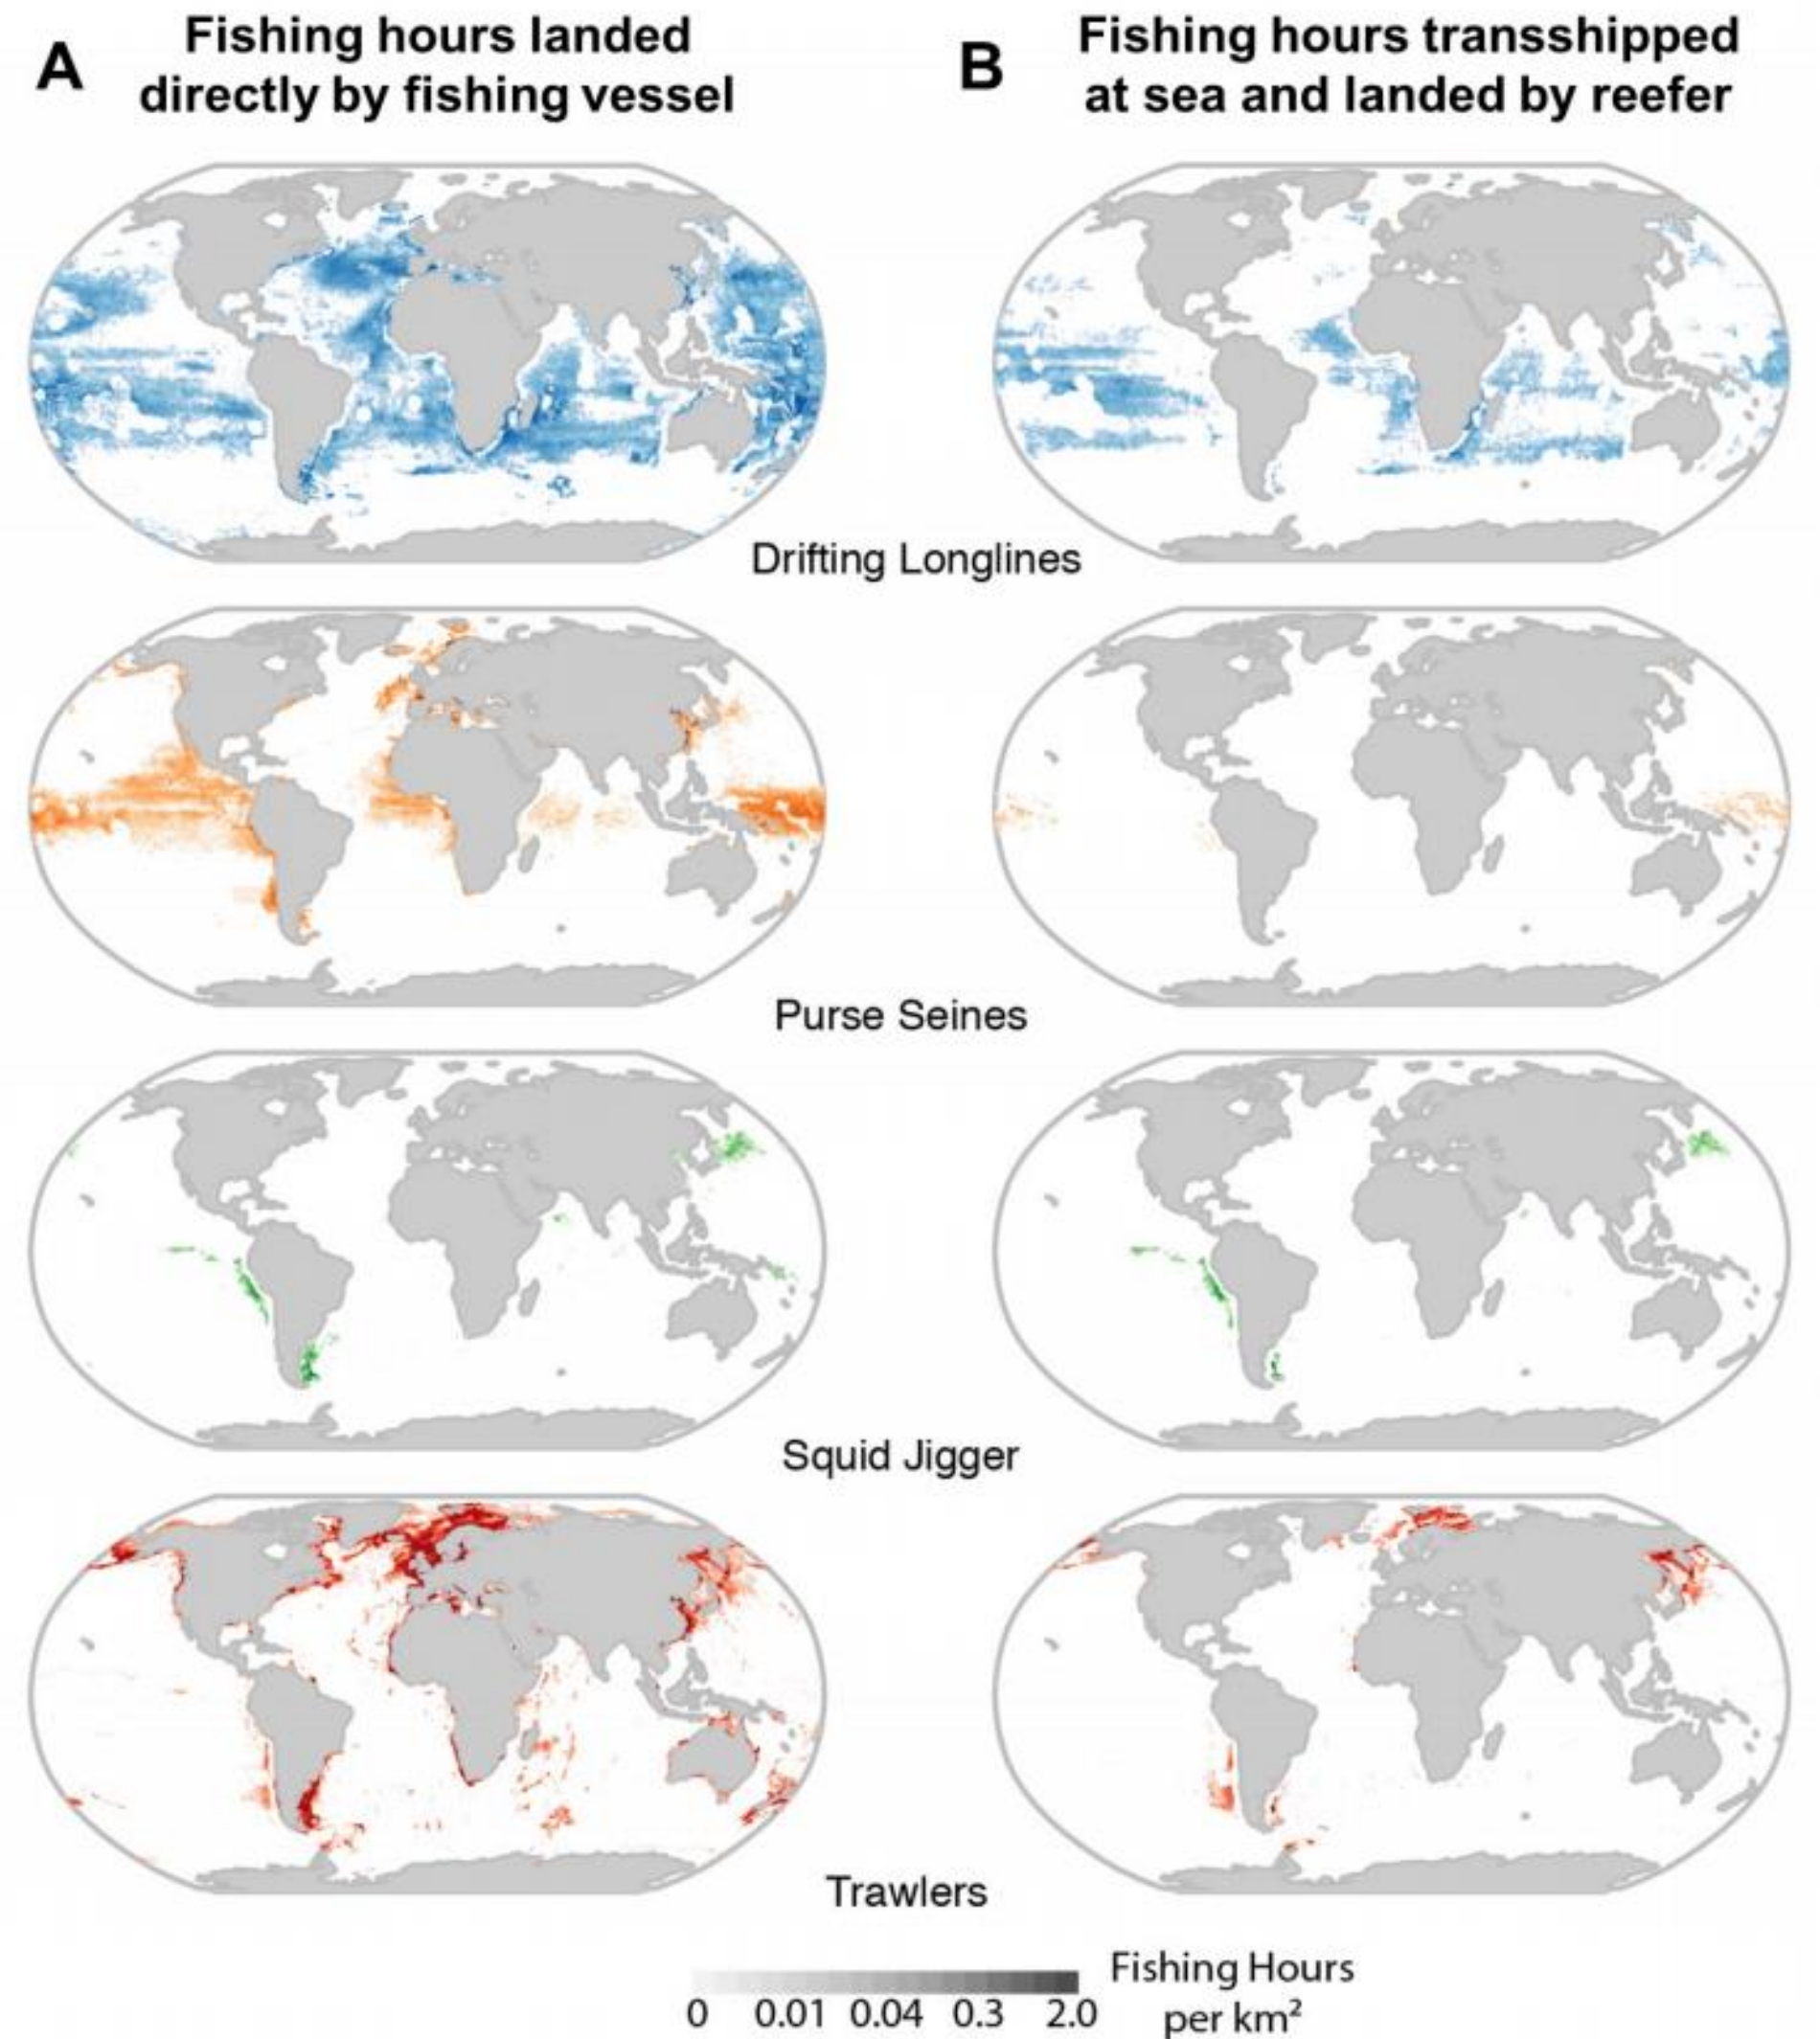 A
Fishing hours landed
directly by fishing vessel
B
Fishing hours transshipped
at sea and landed by reefer
Drifting Longlines
Purse Seines
Squid Jigger
Trawlers
0 0.01 0.04 0.3 2.0
Fishing Hours
per km²